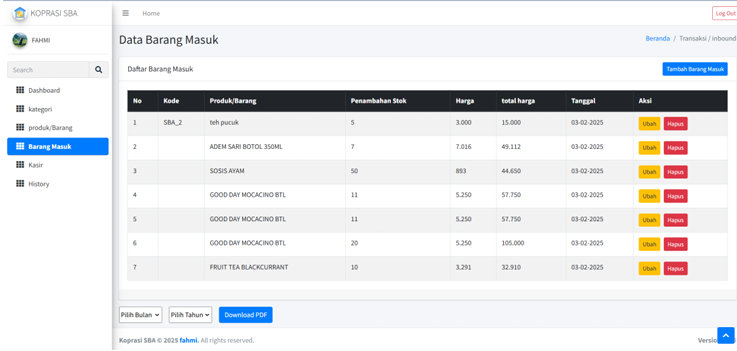 KOPRASI SBA
Home
Log Out
FAHMI
Data Barang Masuk
Beranda / Transaksi / inbound
Search
Daftar Barang Masuk
Tambah Barang Masuk
Dashboard
kategori
produk/Barang
Barang Masuk
Kasir
History
No Kode Produk/Barang Penambahan Stok Harga total harga Tanggal Aksi
1 SBA_2 teh pucuk 5 3.000 15.000 03-02-2025 Ubah Hapus
2 ADEM SARI BOTOL 350ML 7 7.016 49.112 03-02-2025 Ubah Hapus
3 SOSIS AYAM 50 893 44.650 03-02-2025 Ubah Hapus
4 GOOD DAY MOCACINO BTL 11 5.250 57.750 03-02-2025 Ubah Hapus
5 GOOD DAY MOCACINO BTL 11 5.250 57.750 03-02-2025 Ubah Hapus
6 GOOD DAY MOCACINO BTL 20 5.250 105.000 03-02-2025 Ubah Hapus
7 FRUIT TEA BLACKCURRANT 10 3.291 32.910 03-02-2025 Ubah Hapus
Pilih Bulan Pilih Tahun Download PDF
Koprasi SBA © 2025 fahmi. All rights reserved.